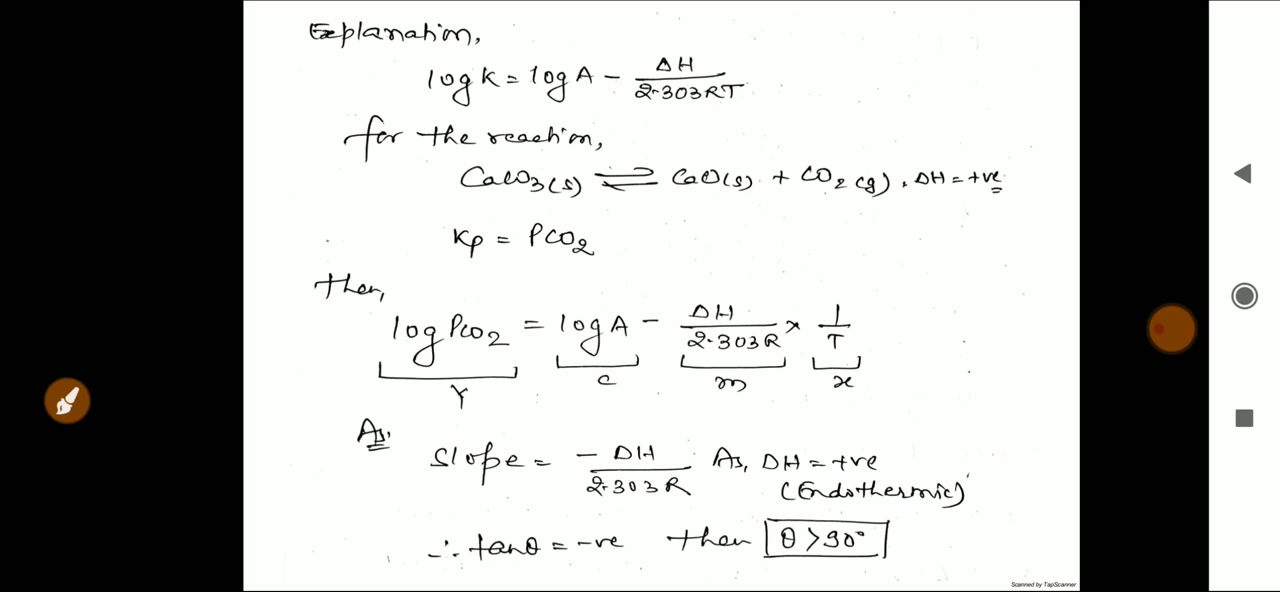 Explanation,
log K = log A - ΔH / 2.303RT
for the reaction,
CaCO3(s) ⇌ CaO(s) + CO2(g), ΔH = +ve
Kp = PCO2
then,
log PCO2 = log A - ΔH / 2.303R × 1 / T
Y c m x
As,
Slope = - ΔH / 2.303R As, ΔH = +ve
(Endothermic)
∴ tanθ = -ve then θ > 90°
Scanned by TapScanner